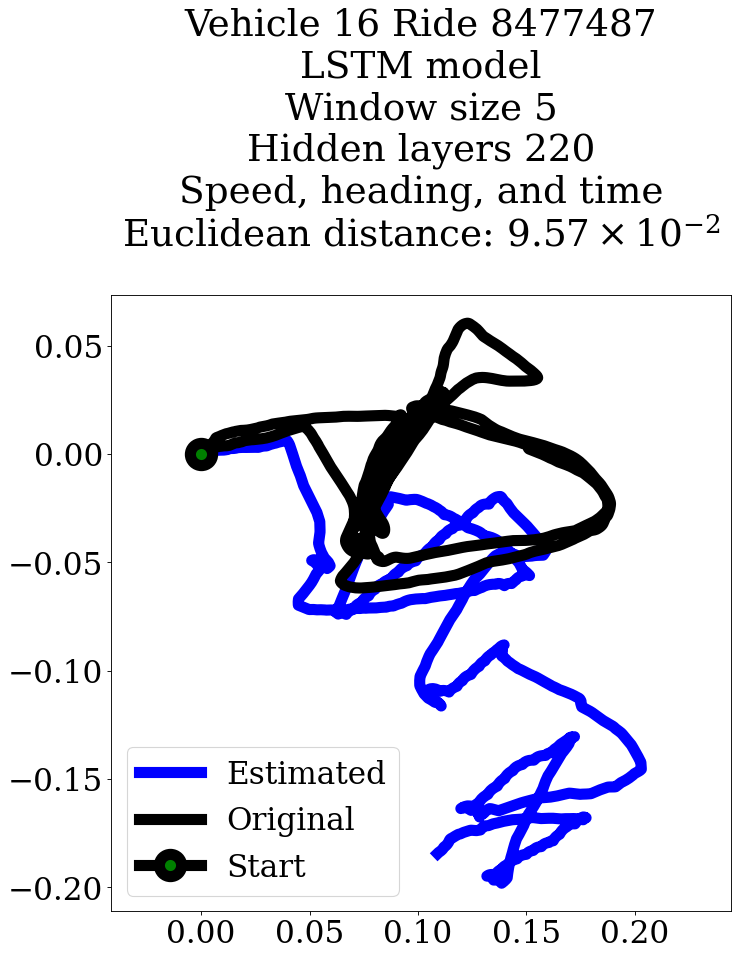 Vehicle 16 Ride 8477487
LSTM model
Window size 5
Hidden layers 220
Speed, heading, and time
Euclidean distance: 9.57 × 10⁻²
0.05
0.00
−0.05
−0.10
−0.15
−0.20
Estimated
Original
Start
0.00 0.05 0.10 0.15 0.20